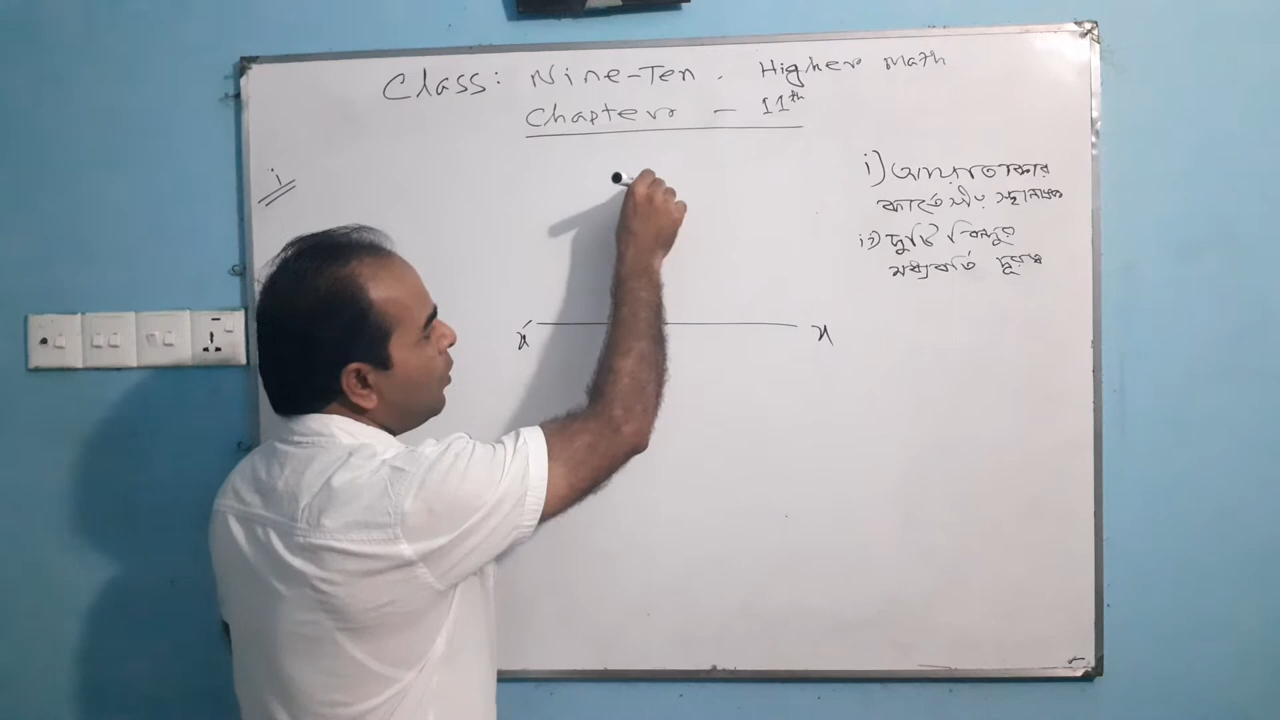 Class: Nine-Ten. Higher math
Chapter - 11th
i
i) আয়তাকার
কার্তেসীয় স্থানাঙ্ক
ii) দুটি বিন্দুর
মধ্যবর্তি দূরত্ব
x′ x